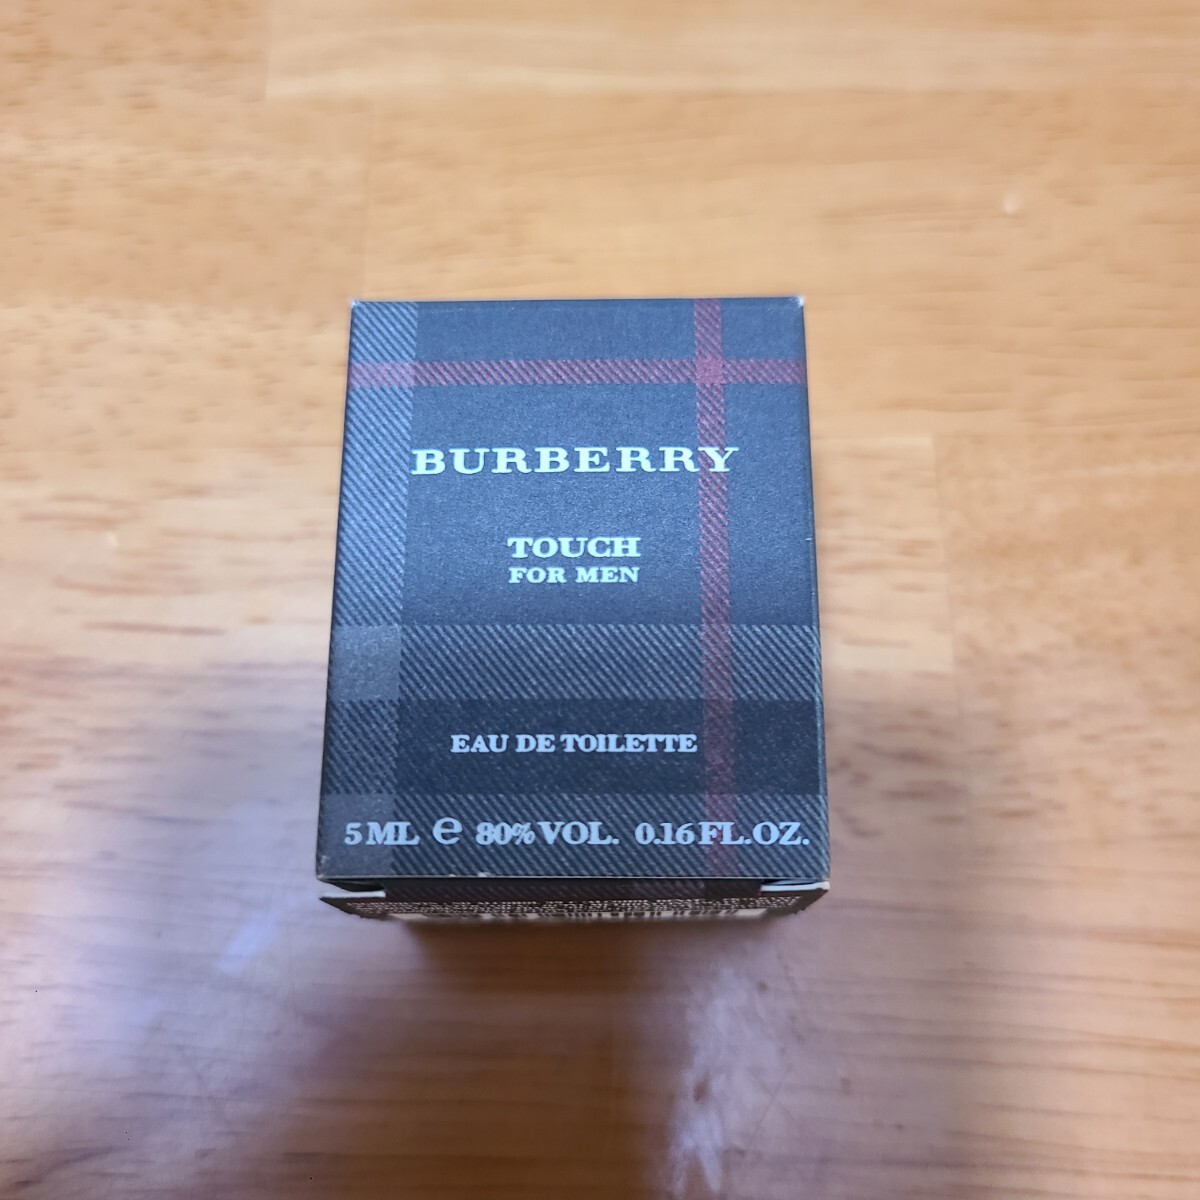 BURBERRY
TOUCH
FOR MEN
EAU DE TOILETTE
5 ML e 80% VOL. 0.16 FL.OZ.